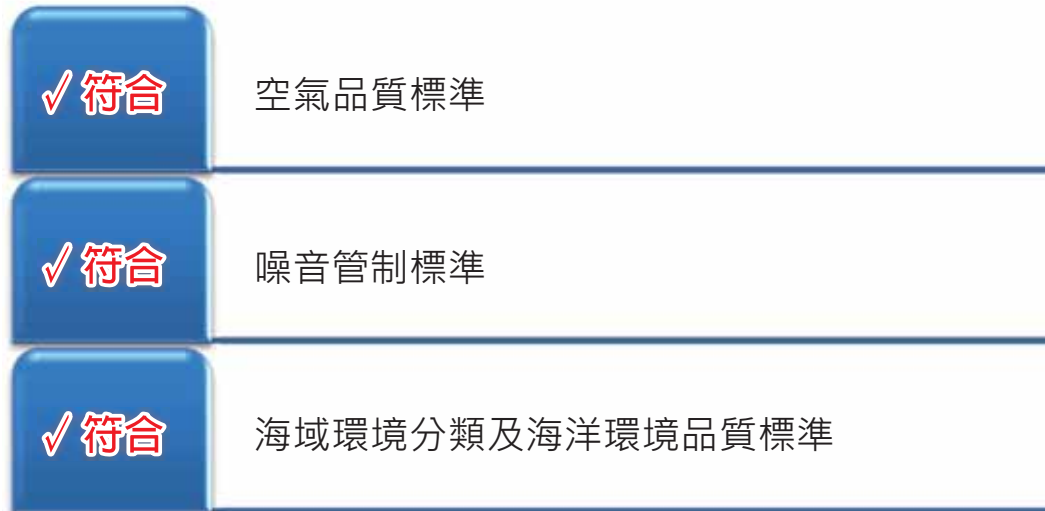 √ 符合 空氣品質標準
√ 符合 噪音管制標準
√ 符合 海域環境分類及海洋環境品質標準